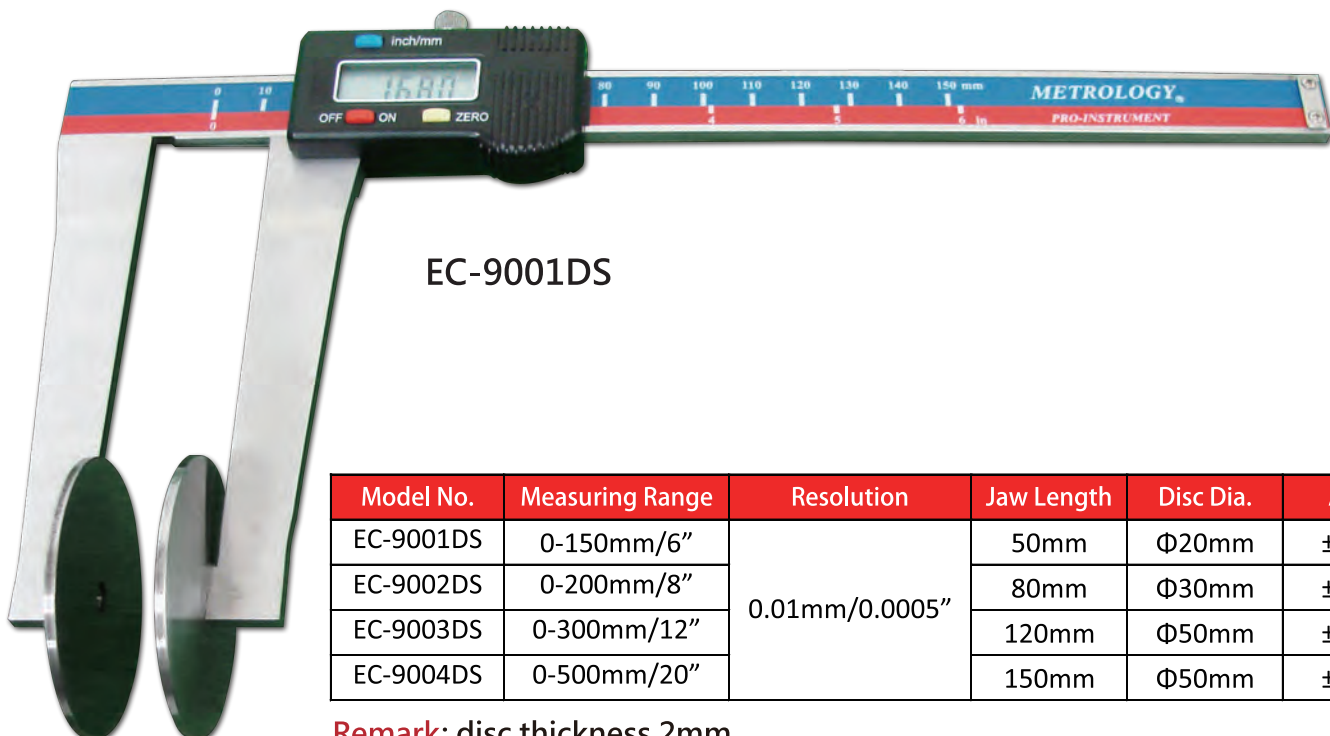 inch/mm
16.80
OFF ON ZERO
0 10 80 90 100 110 120 130 140 150 mm
0 4 5 6 in
METROLOGY®
PRO-INSTRUMENT
EC-9001DS
Model No. Measuring Range Resolution Jaw Length Disc Dia.
EC-9001DS 0-150mm/6” 0.01mm/0.0005” 50mm Φ20mm ±
EC-9002DS 0-200mm/8” 80mm Φ30mm ±
EC-9003DS 0-300mm/12” 120mm Φ50mm ±
EC-9004DS 0-500mm/20” 150mm Φ50mm ±
Remark: disc thickness 2mm